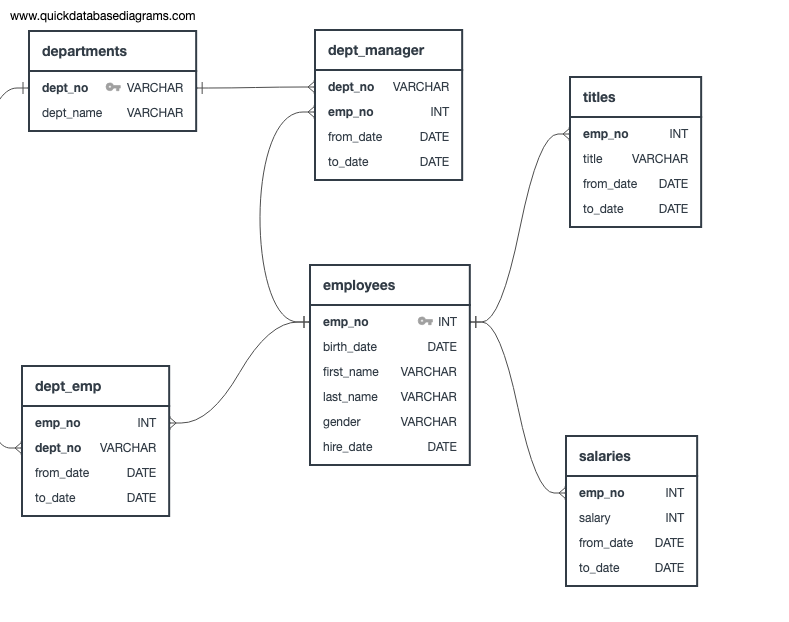 www.quickdatabasediagrams.com
departments
dept_no VARCHAR
dept_name VARCHAR
dept_manager
dept_no VARCHAR
emp_no INT
from_date DATE
to_date DATE
titles
emp_no INT
title VARCHAR
from_date DATE
to_date DATE
employees
emp_no INT
birth_date DATE
first_name VARCHAR
last_name VARCHAR
gender VARCHAR
hire_date DATE
dept_emp
emp_no INT
dept_no VARCHAR
from_date DATE
to_date DATE
salaries
emp_no INT
salary INT
from_date DATE
to_date DATE